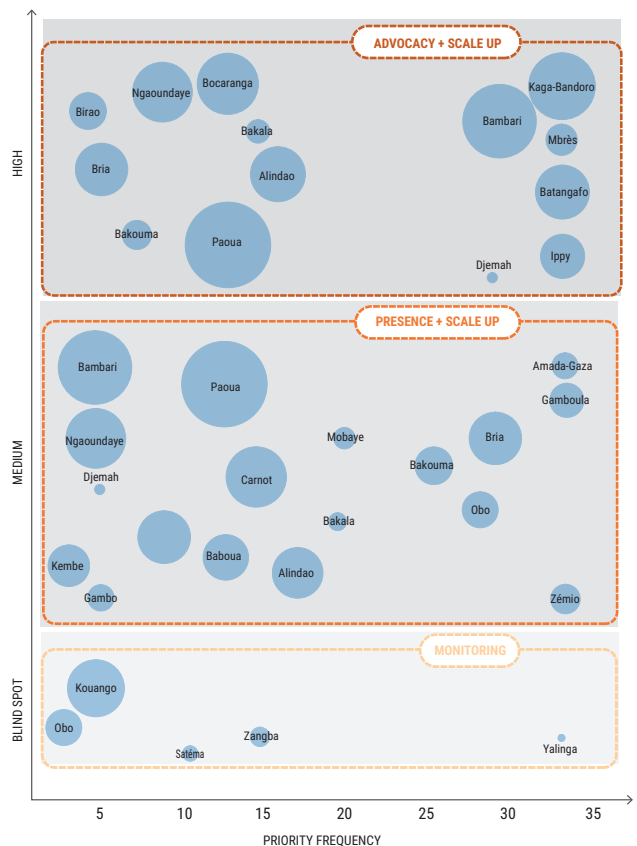 ADVOCACY + SCALE UP
HIGH
Kaga-Bandoro
Bocaranga
Ngaoundaye
Birao
Bambari
Bakala
Mbrès
Bria
Alindao
Batangafo
Bakouma
Paoua
Ippy
Djemah
PRESENCE + SCALE UP
MEDIUM
Bambari
Amada-Gaza
Paoua
Gamboula
Ngaoundaye
Mobaye
Bria
Bakouma
Djemah
Carnot
Obo
Bakala
Baboua
Kembe
Alindao
Gambo
Zémio
MONITORING
BLIND SPOT
Kouango
Obo
Zangba
Satéma
Yalinga
5 10 15 20 25 30 35
PRIORITY FREQUENCY